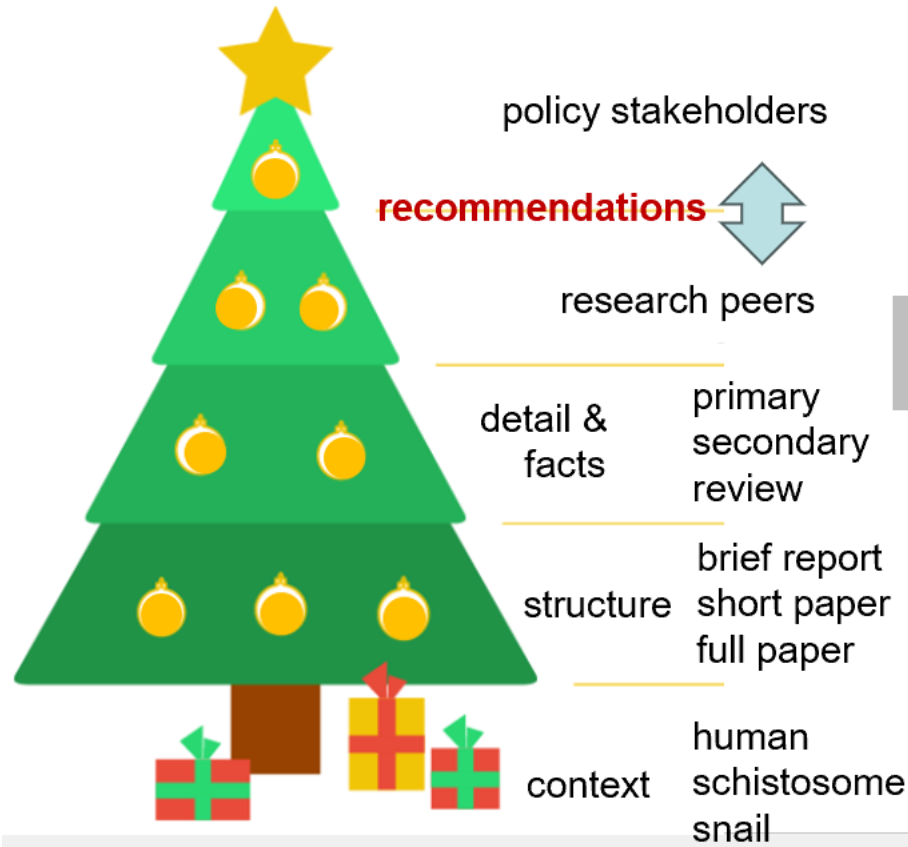 policy stakeholders
recommendations
research peers
detail &
facts
primary
secondary
review
structure
brief report
short paper
full paper
context
human
schistosome
snail